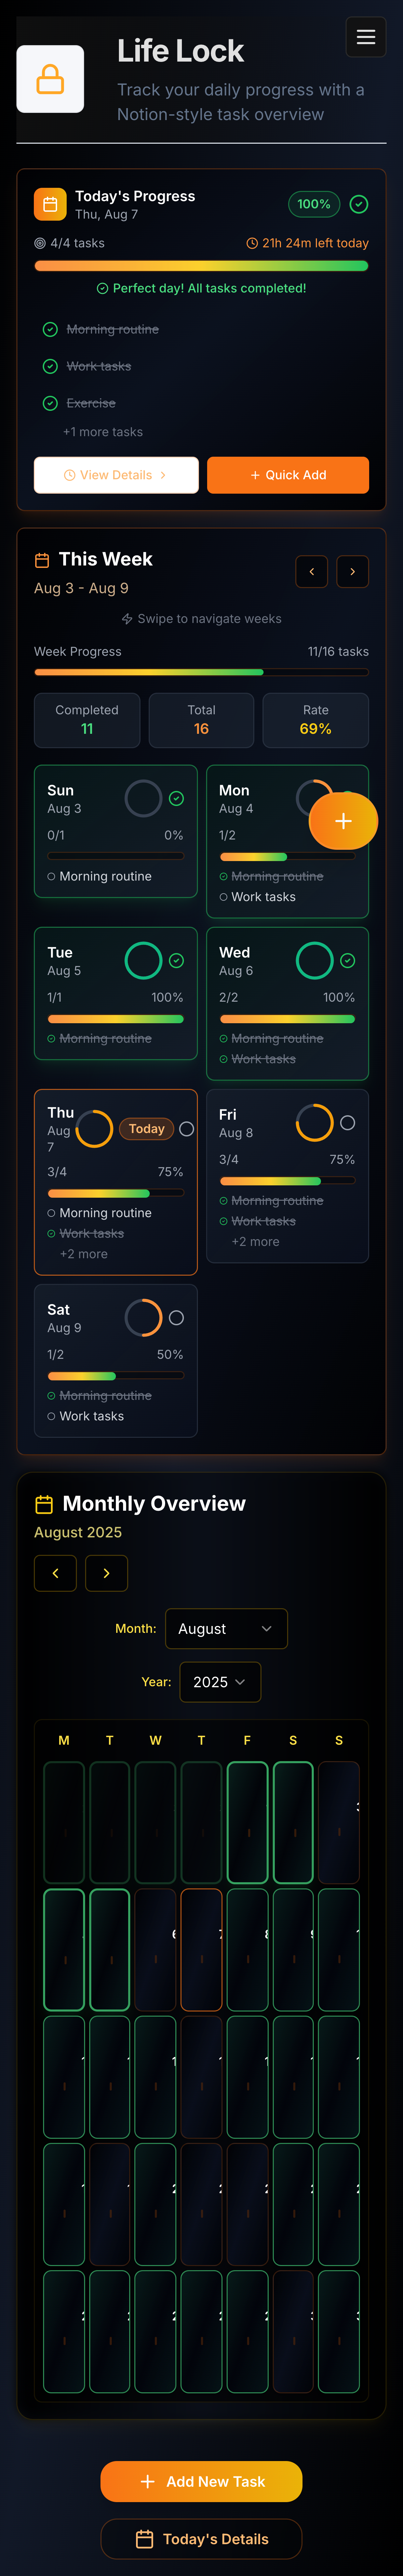 Life Lock
Track your daily progress with a
Notion-style task overview
Today's Progress
Thu, Aug 7
100%
4/4 tasks
21h 24m left today
Perfect day! All tasks completed!
Morning routine
Work tasks
Exercise
+1 more tasks
View Details
Quick Add
This Week
Aug 3 - Aug 9
Swipe to navigate weeks
Week Progress
11/16 tasks
Completed
11
Total
16
Rate
69%
Sun
Aug 3
0/1
0%
Morning routine
Mon
Aug 4
1/2
Morning routine
Work tasks
Tue
Aug 5
1/1
100%
Morning routine
Wed
Aug 6
2/2
100%
Morning routine
Work tasks
Thu
Aug
7
Today
3/4
75%
Morning routine
Work tasks
+2 more
Fri
Aug 8
3/4
75%
Morning routine
Work tasks
+2 more
Sat
Aug 9
1/2
50%
Morning routine
Work tasks
Monthly Overview
August 2025
Month:
August
Year:
2025
M T W T F S S
Add New Task
Today's Details